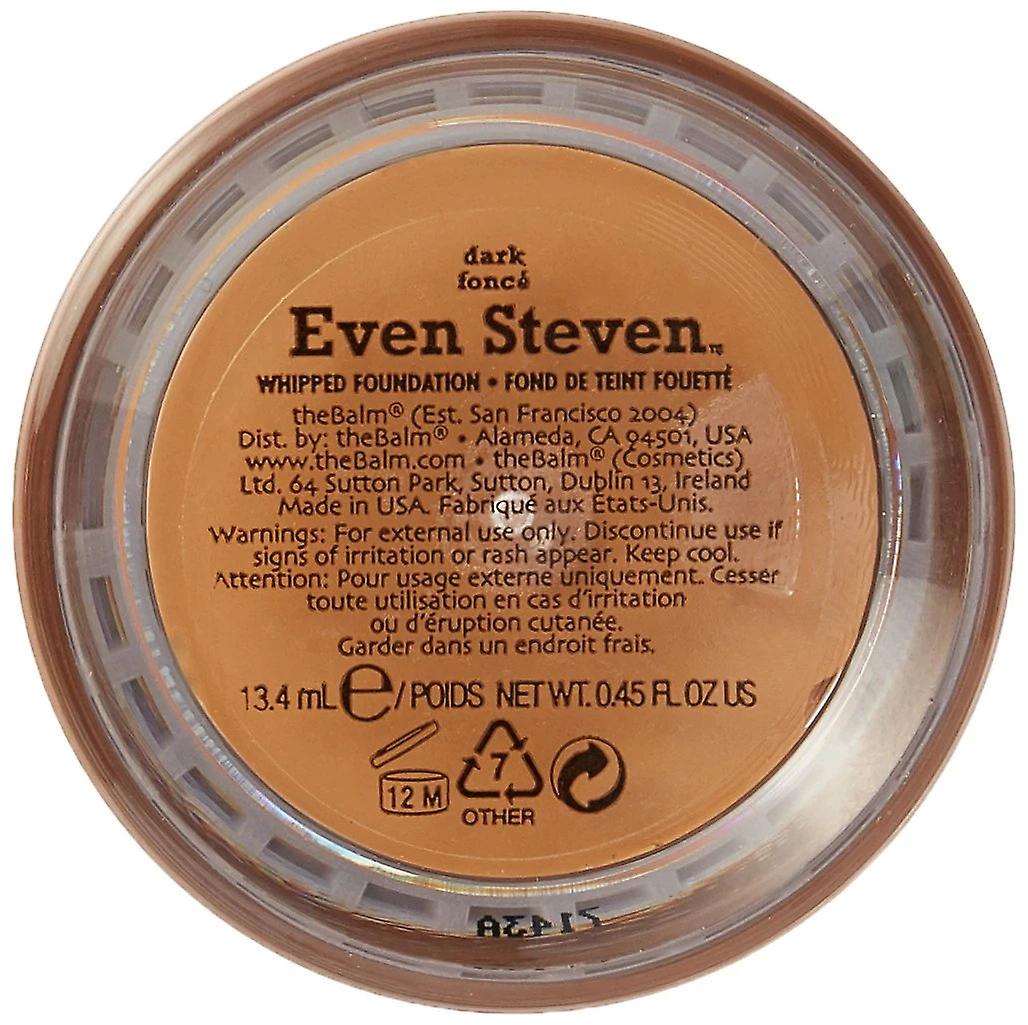 dark
foncé
Even Steven™
WHIPPED FOUNDATION • FOND DE TEINT FOUETTÉ
theBalm® (Est. San Francisco 2004)
Dist. by: theBalm® • Alameda, CA 94501, USA
www.theBalm.com • theBalm® (Cosmetics)
Ltd. 64 Sutton Park, Sutton, Dublin 13, Ireland
Made in USA. Fabriqué aux États-Unis.
Warnings: For external use only. Discontinue use if
signs of irritation or rash appear. Keep cool.
Attention: Pour usage externe uniquement. Cesser
toute utilisation en cas d'irritation
ou d'éruption cutanée.
Garder dans un endroit frais.
13.4 mL e / POIDS NET WT. 0.45 FL OZ US
12 M
7
OTHER